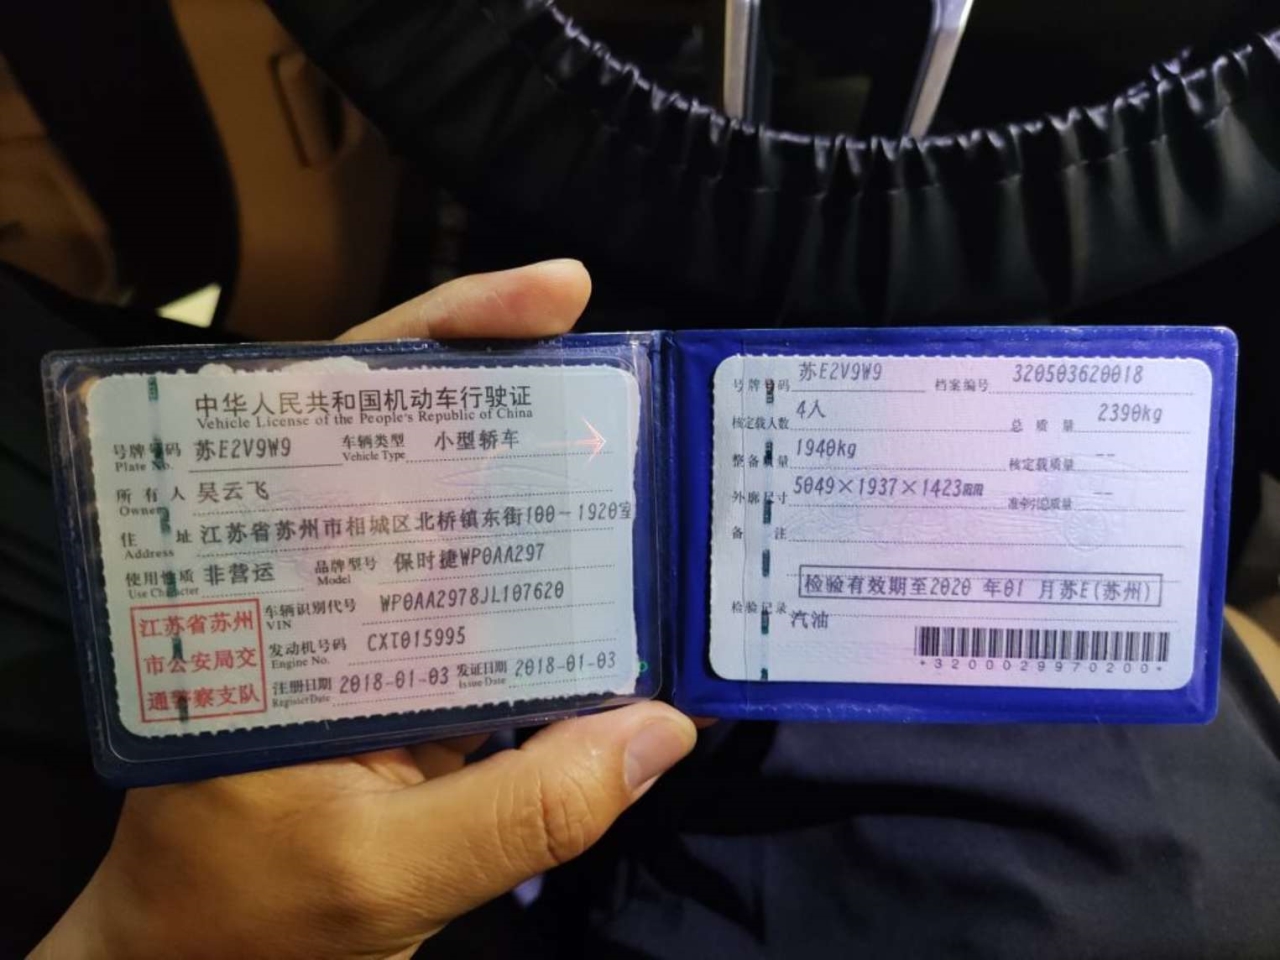 中华人民共和国机动车行驶证
Vehicle License of the People's Republic of China
号牌号码 苏E2V9W9 车辆类型 小型轿车
Plate No. Vehicle Type
所有人 吴云飞
Owner
住址 江苏省苏州市相城区北桥镇东街100-1920室
Address
使用性质 非营运 品牌型号 保时捷WP0AA297
Use Character Model
江苏省苏州
市公安局交
通警察支队
车辆识别代号 WP0AA2978JL107620
VIN
发动机号码 CXT015995
Engine No.
注册日期 2018-01-03 发证日期 2018-01-03
Register Date Issue Date
号牌号码 苏E2V9W9 档案编号 320503620018
核定载人数 4人 总质量 2390kg
整备质量 1940kg 核定载质量 --
外廓尺寸 5049×1937×1423mm 准牵引总质量 --
备注
检验有效期至2020 年01 月苏E(苏州)
检验记录
汽油
+3200029970200+